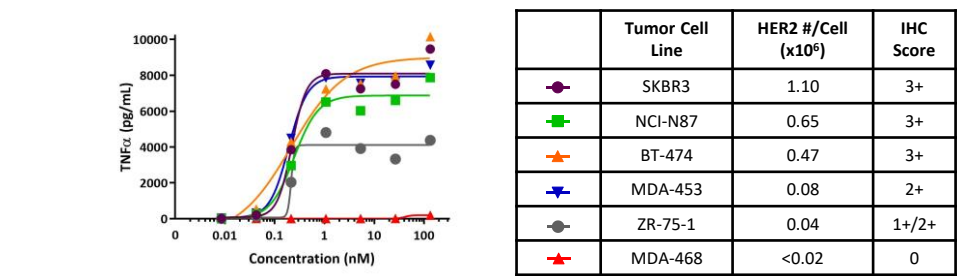 10000
8000
6000
4000
2000
0
TNFα (pg/mL)
0 0.01 0.1 1 10 100
Concentration (nM)
Tumor Cell Line HER2 #/Cell (x10⁶) IHC Score
SKBR3 1.10 3+
NCI-N87 0.65 3+
BT-474 0.47 3+
MDA-453 0.08 2+
ZR-75-1 0.04 1+/2+
MDA-468 <0.02 0